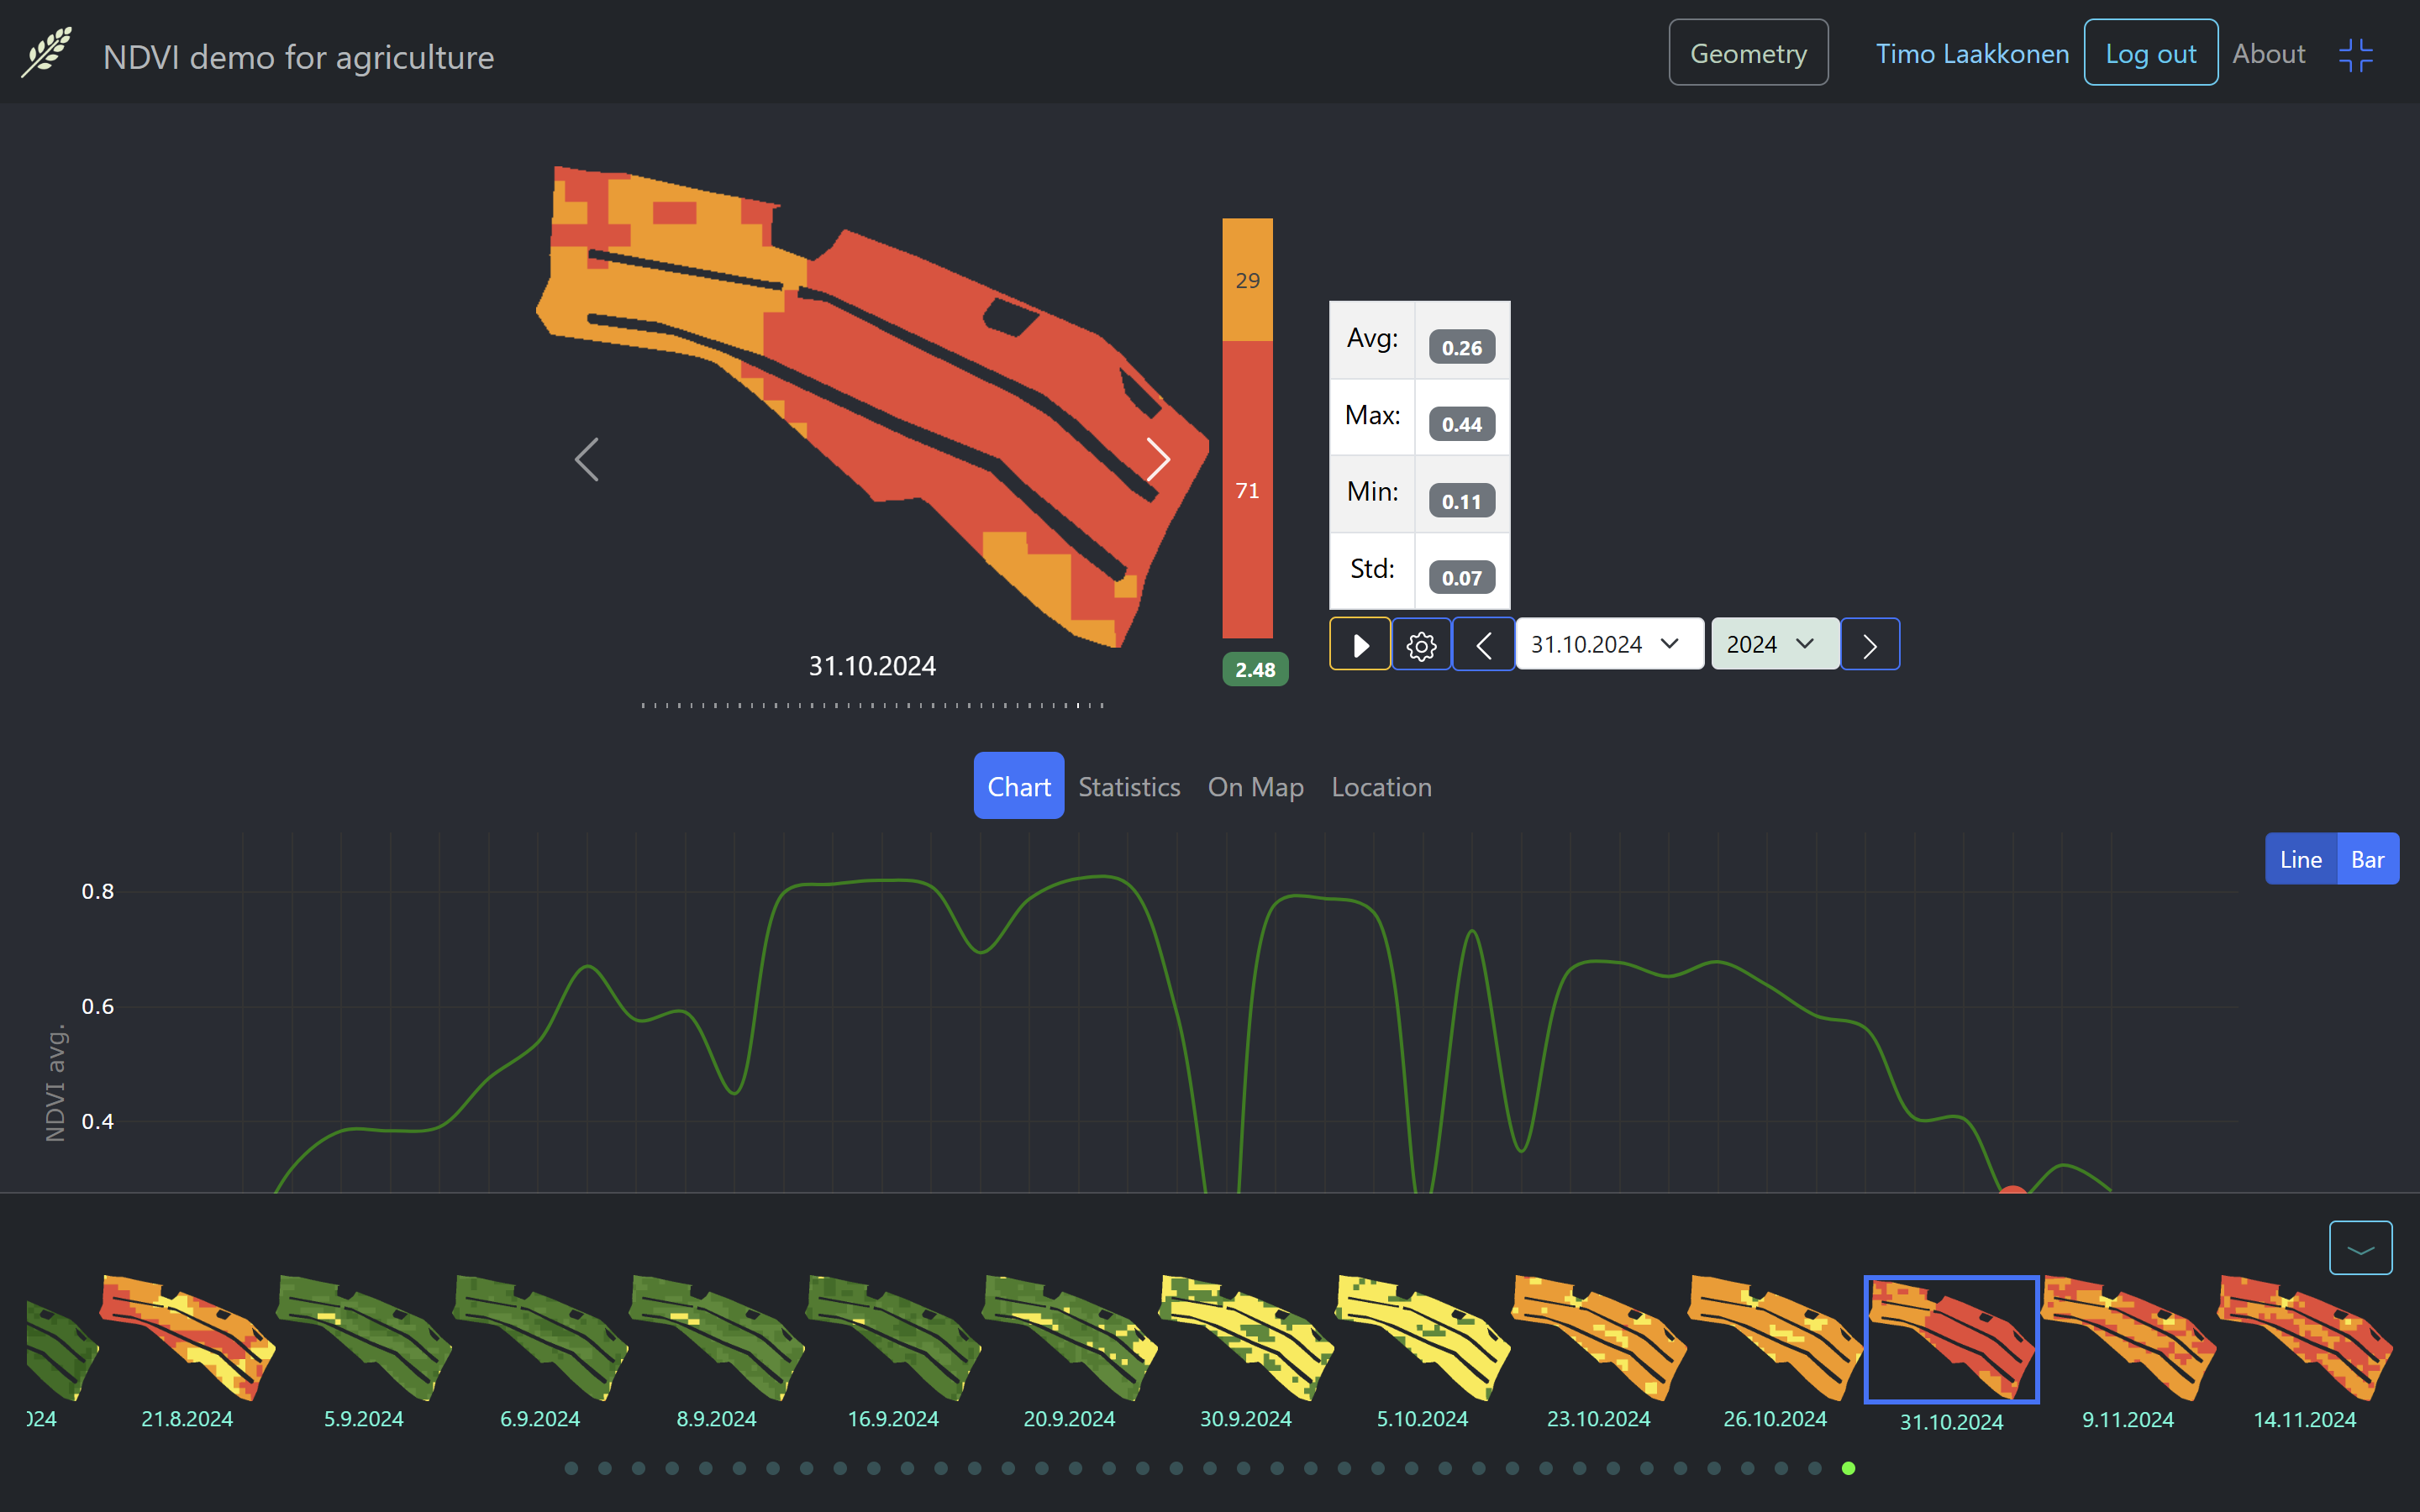 NDVI demo for agriculture
Geometry
Timo Laakkonen
Log out
About
29
71
2.48
Avg: 0.26
Max: 0.44
Min: 0.11
Std: 0.07
31.10.2024
2024
31.10.2024
Chart Statistics On Map Location
Line Bar
0.8
0.6
0.4
NDVI avg.
024 21.8.2024 5.9.2024 6.9.2024 8.9.2024 16.9.2024 20.9.2024 30.9.2024 5.10.2024 23.10.2024 26.10.2024 31.10.2024 9.11.2024 14.11.2024